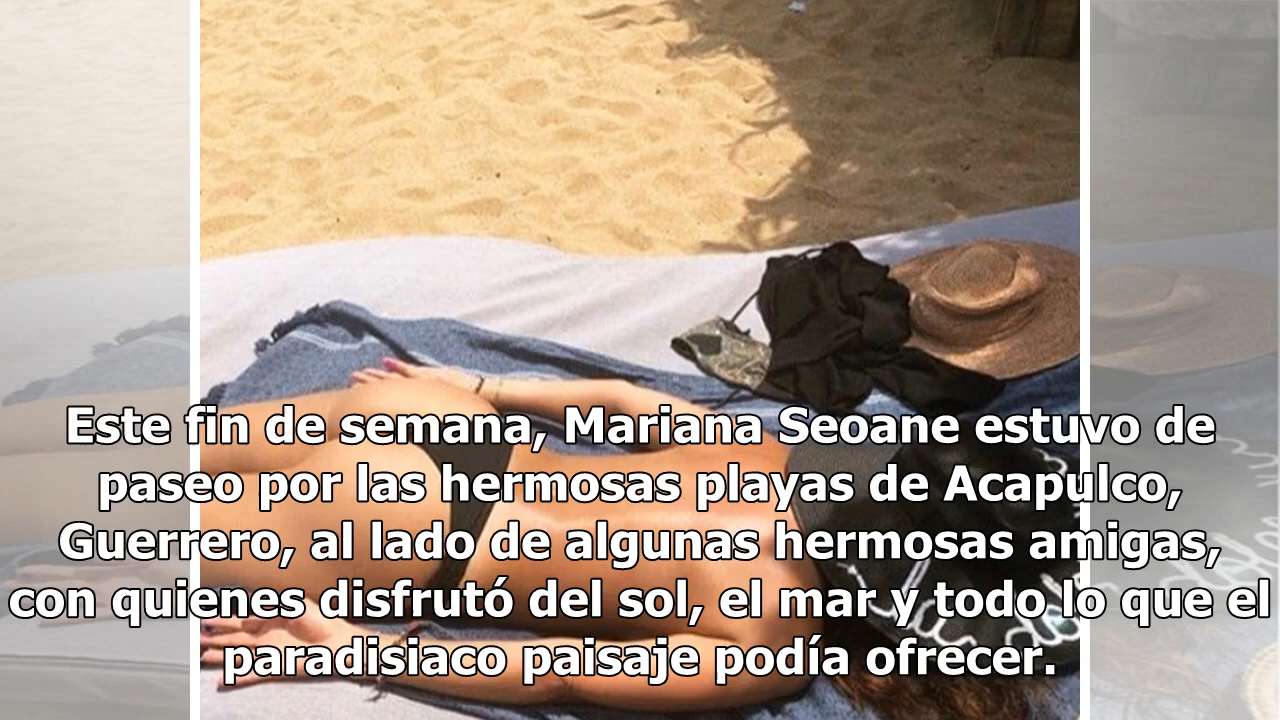 Este fin de semana, Mariana Seoane estuvo de
paseo por las hermosas playas de Acapulco,
Guerrero, al lado de algunas hermosas amigas,
con quienes disfrutó del sol, el mar y todo lo que el
paradisiaco paisaje podía ofrecer.